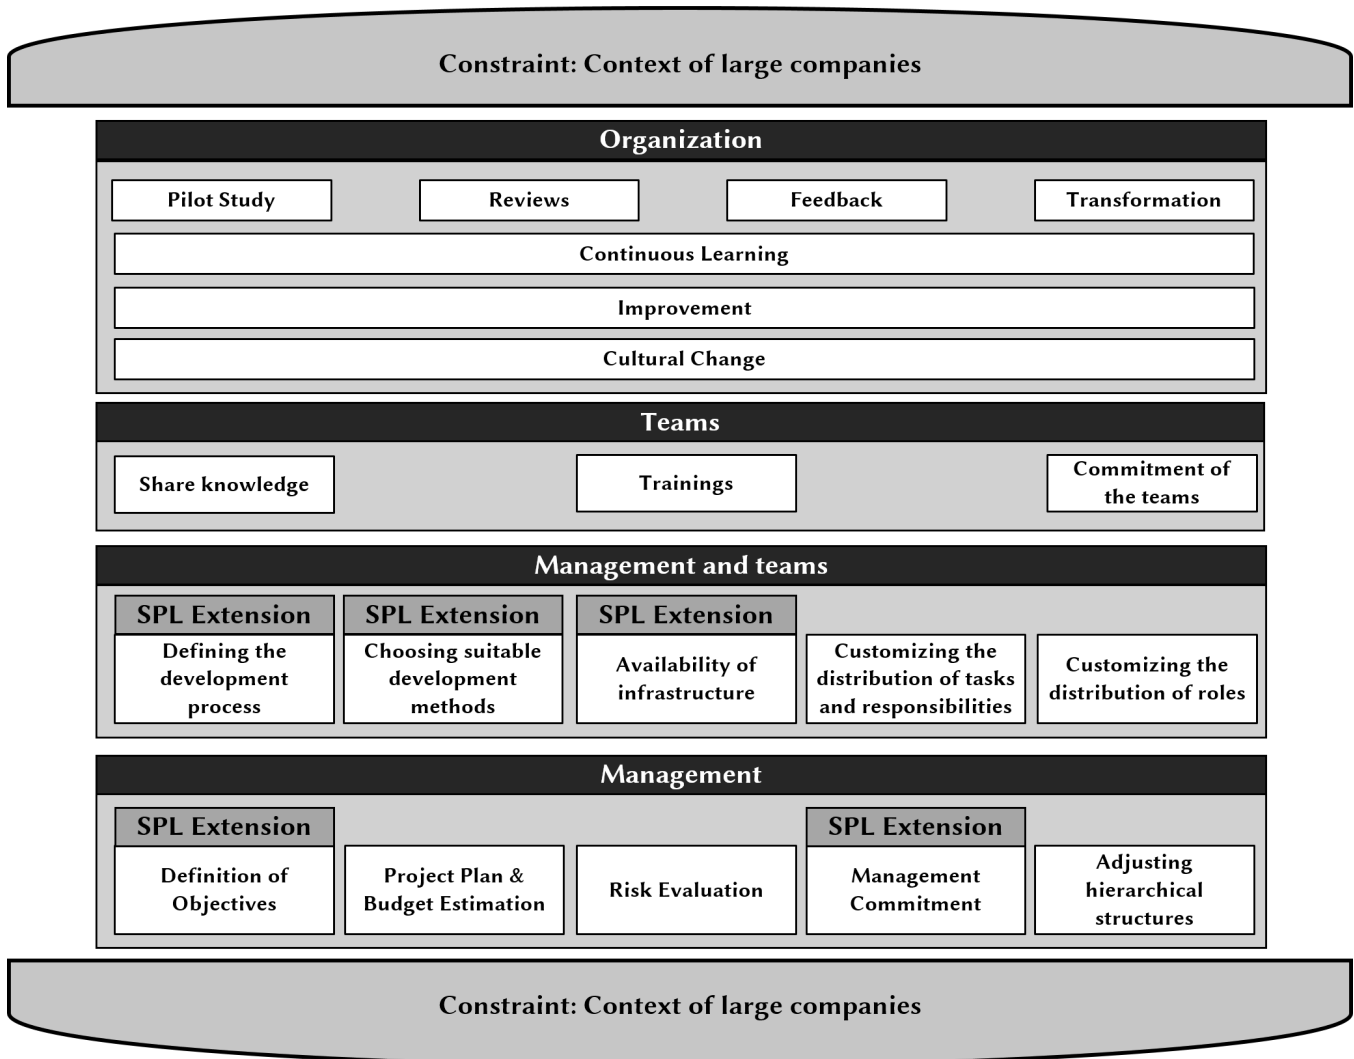 Constraint: Context of large companies
Organization
Pilot Study
Reviews
Feedback
Transformation
Continuous Learning
Improvement
Cultural Change
Teams
Share knowledge
Trainings
Commitment of
the teams
Management and teams
SPL Extension
Defining the
development
process
SPL Extension
Choosing suitable
development
methods
SPL Extension
Availability of
infrastructure
Customizing the
distribution of tasks
and responsibilities
Customizing the
distribution of roles
Management
SPL Extension
Definition of
Objectives
Project Plan &
Budget Estimation
Risk Evaluation
SPL Extension
Management
Commitment
Adjusting
hierarchical
structures
Constraint: Context of large companies